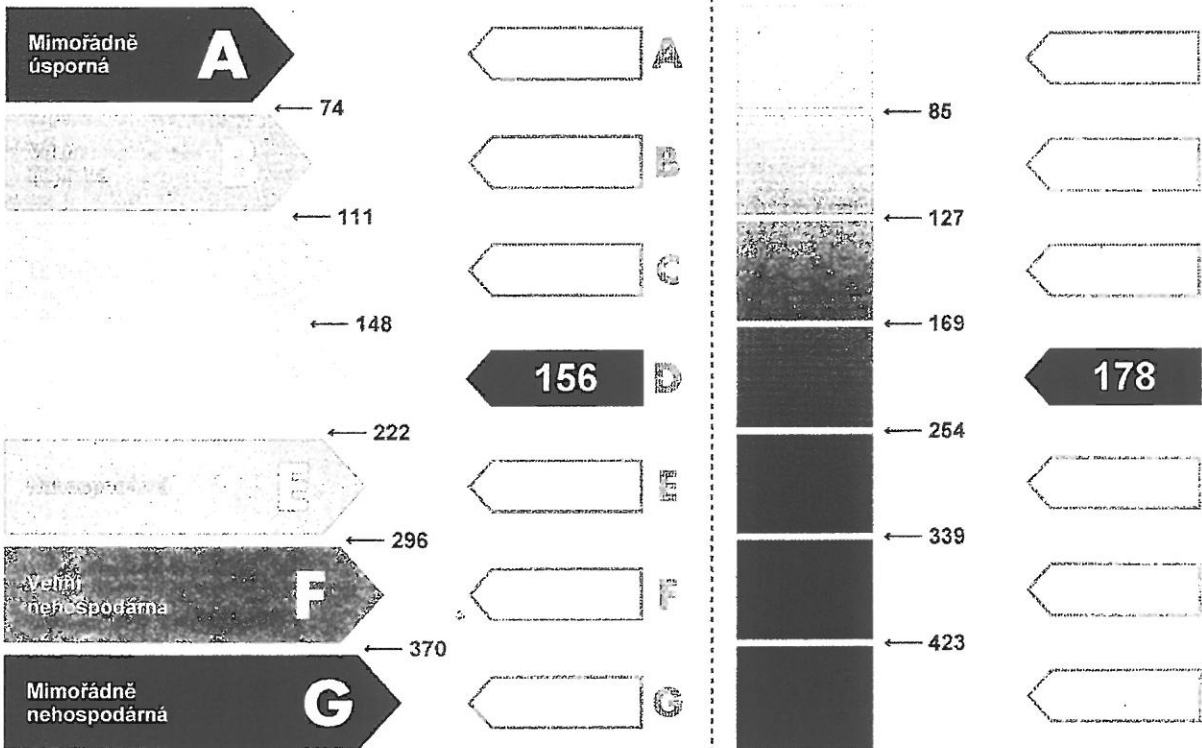 Mimořádně
úsporná
A
A
74
85
B
B
111
127
C
148
169
156
D
178
222
254
E
E
296
339
Velmi
nehospodárná
F
F
370
423
Mimořádně
nehospodárná
G
G